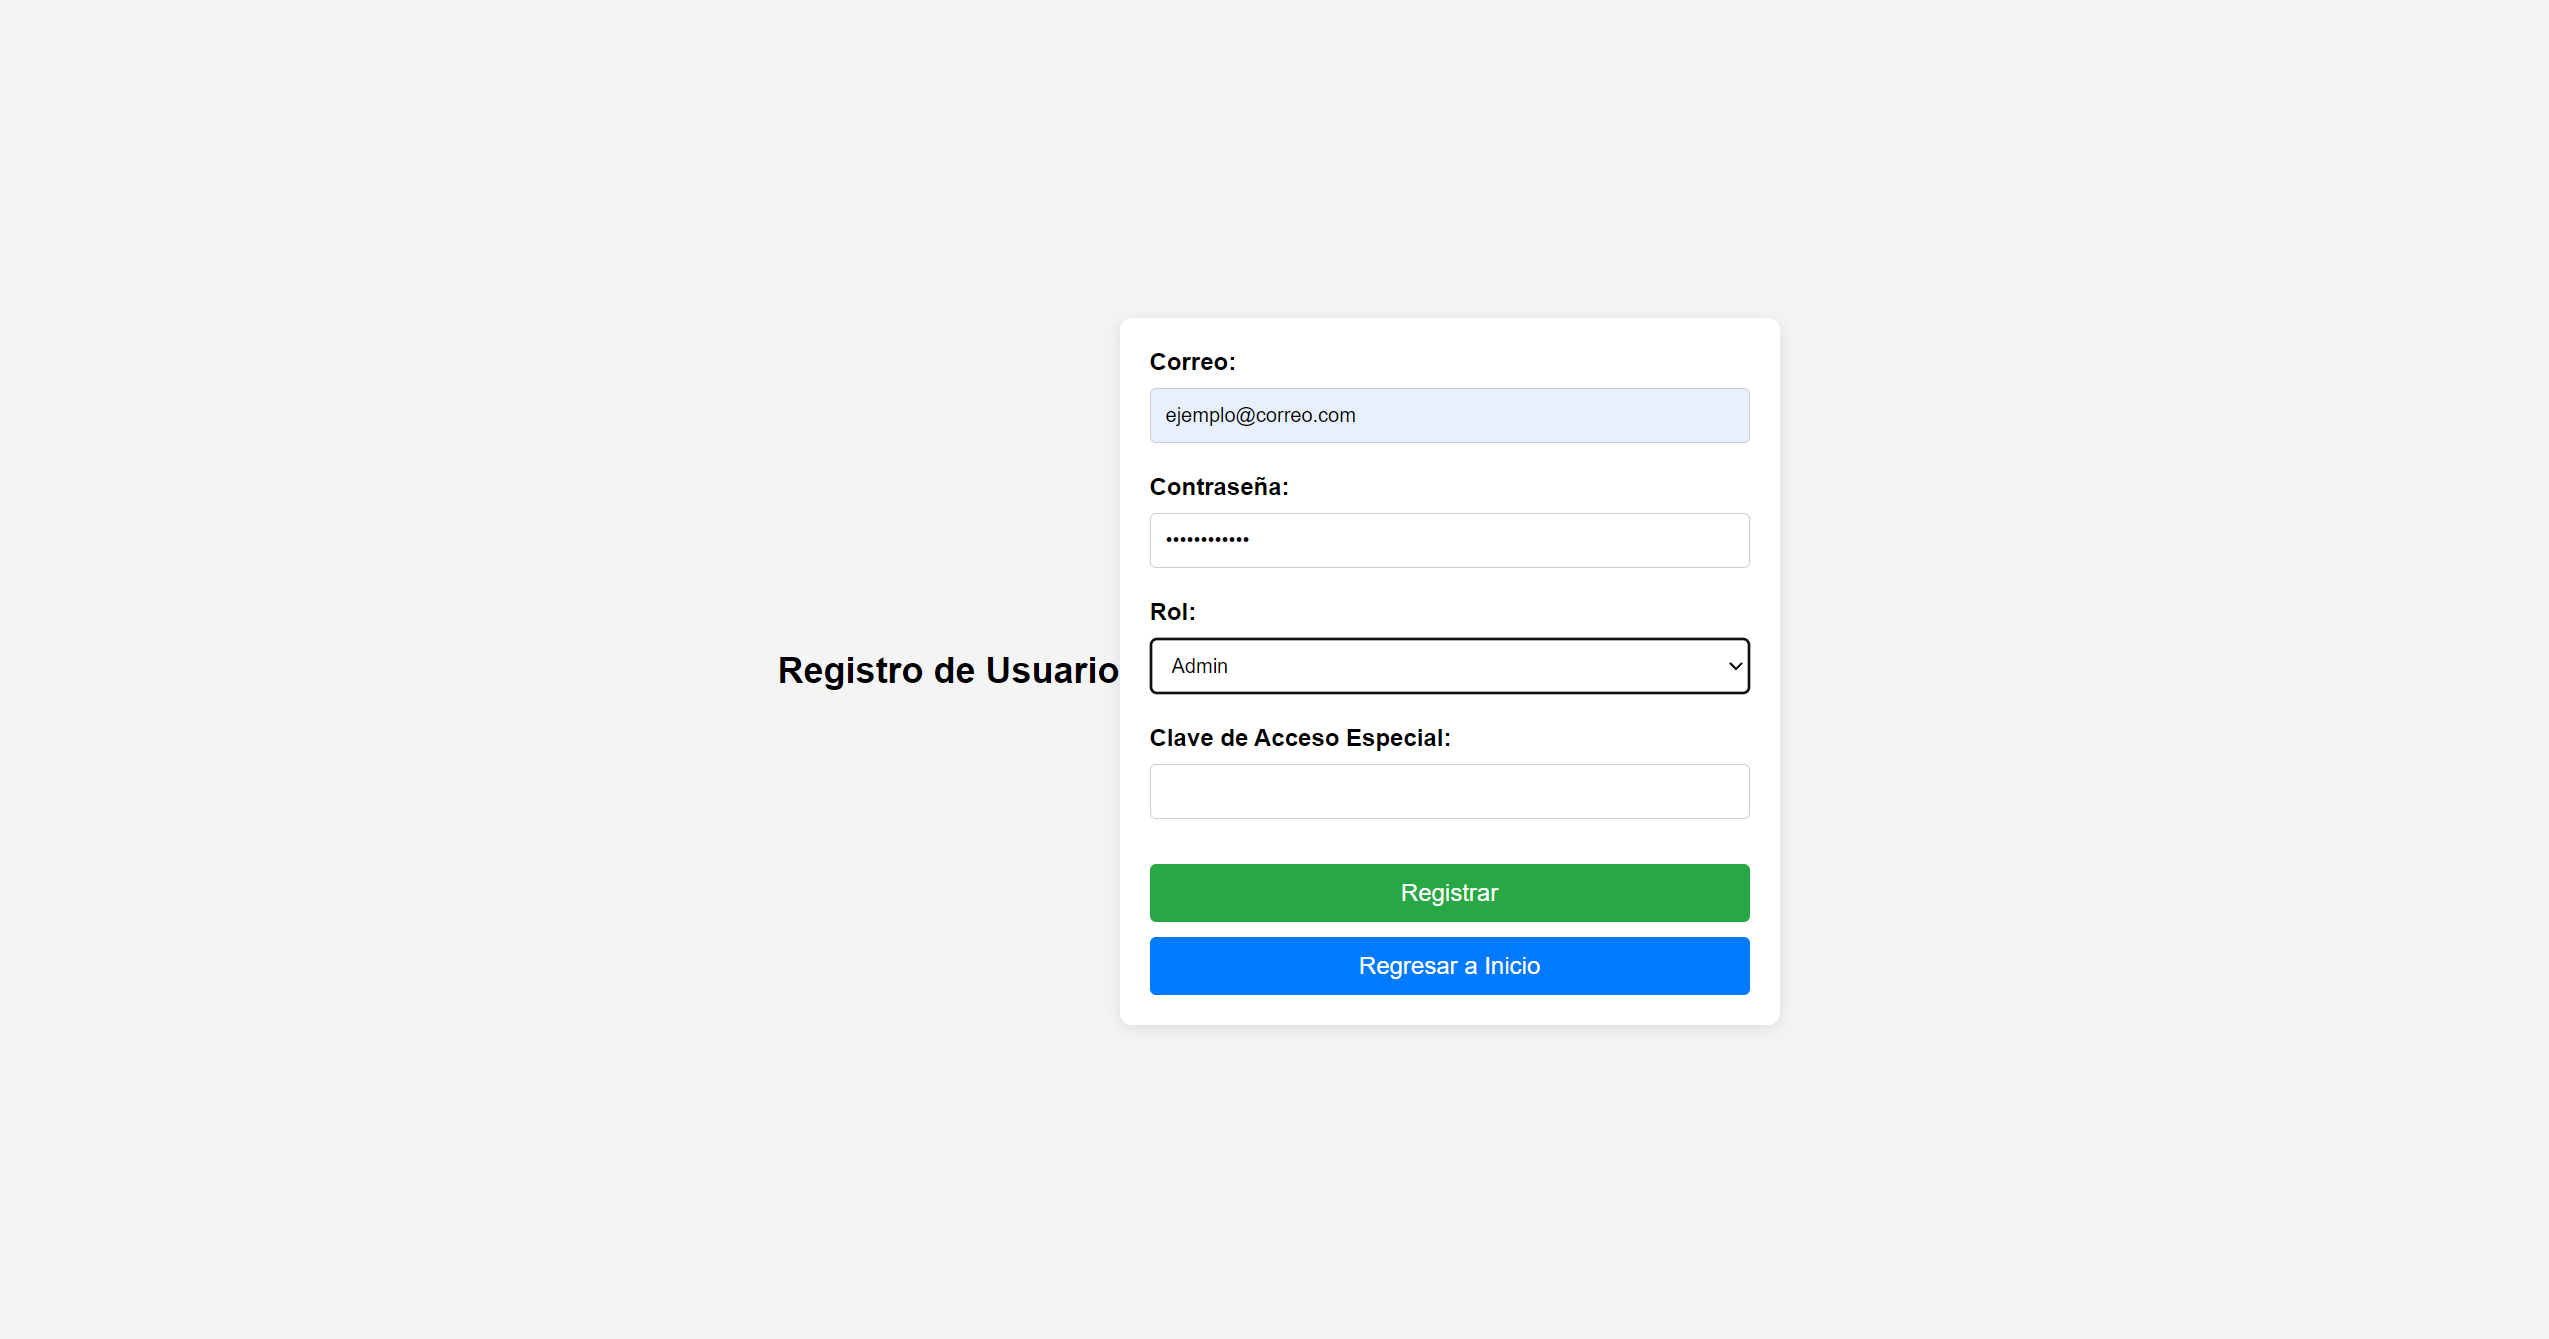 Registro de Usuario
Correo:
ejemplo@correo.com
Contraseña:
••••••••••••
Rol:
Admin
Clave de Acceso Especial:
Registrar
Regresar a Inicio